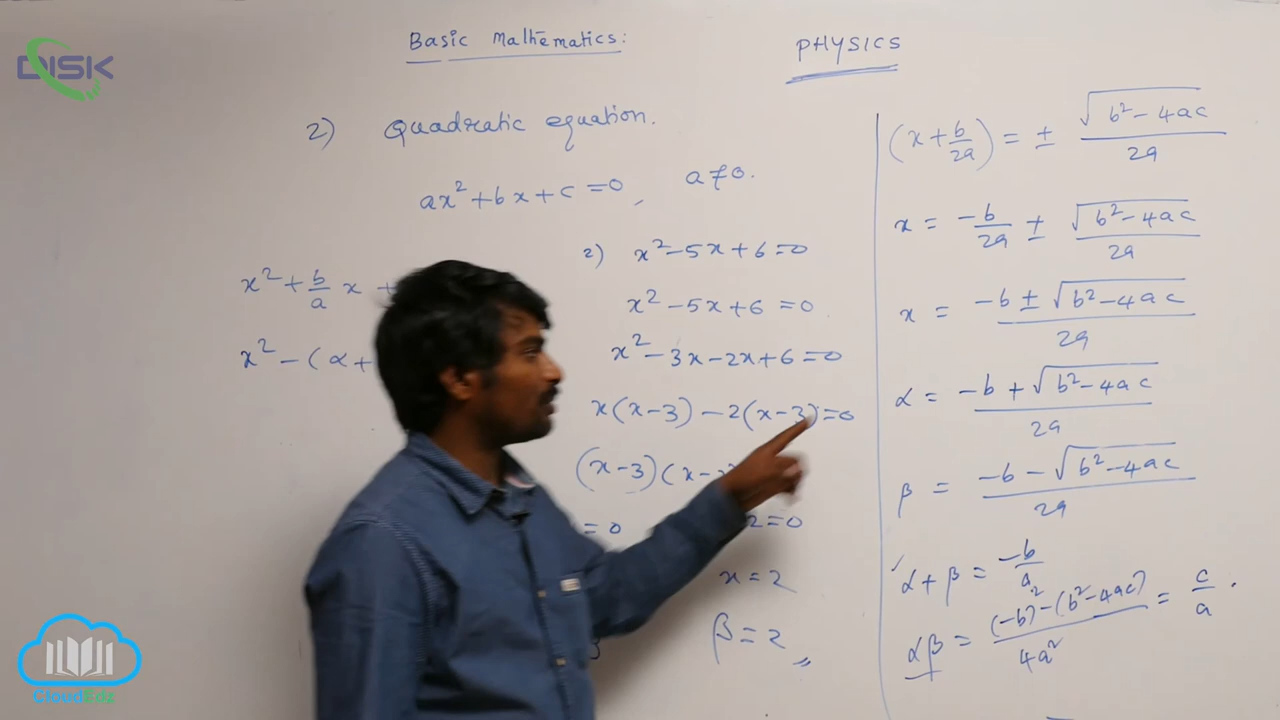 DISK
Basic Mathematics:
PHYSICS
2) Quadratic equation.
ax²+bx+c=0, a≠0.
x²+b/a x +
x²-(α+
2) x²-5x+6=0
x²-5x+6=0
x²-3x-2x+6=0
x(x-3)-2(x-3)=0
(x-3)(x-
=0
2=0
x=2
β=2
(x+b/2a)=± √b²-4ac/2a
x = -b/2a ± √b²-4ac/2a
x = -b±√b²-4ac/2a
α = -b+√b²-4ac/2a
β = -b-√b²-4ac/2a
α+β = -b/a
αβ = (-b)²-(b²-4ac)/4a² = c/a.
CloudEdz